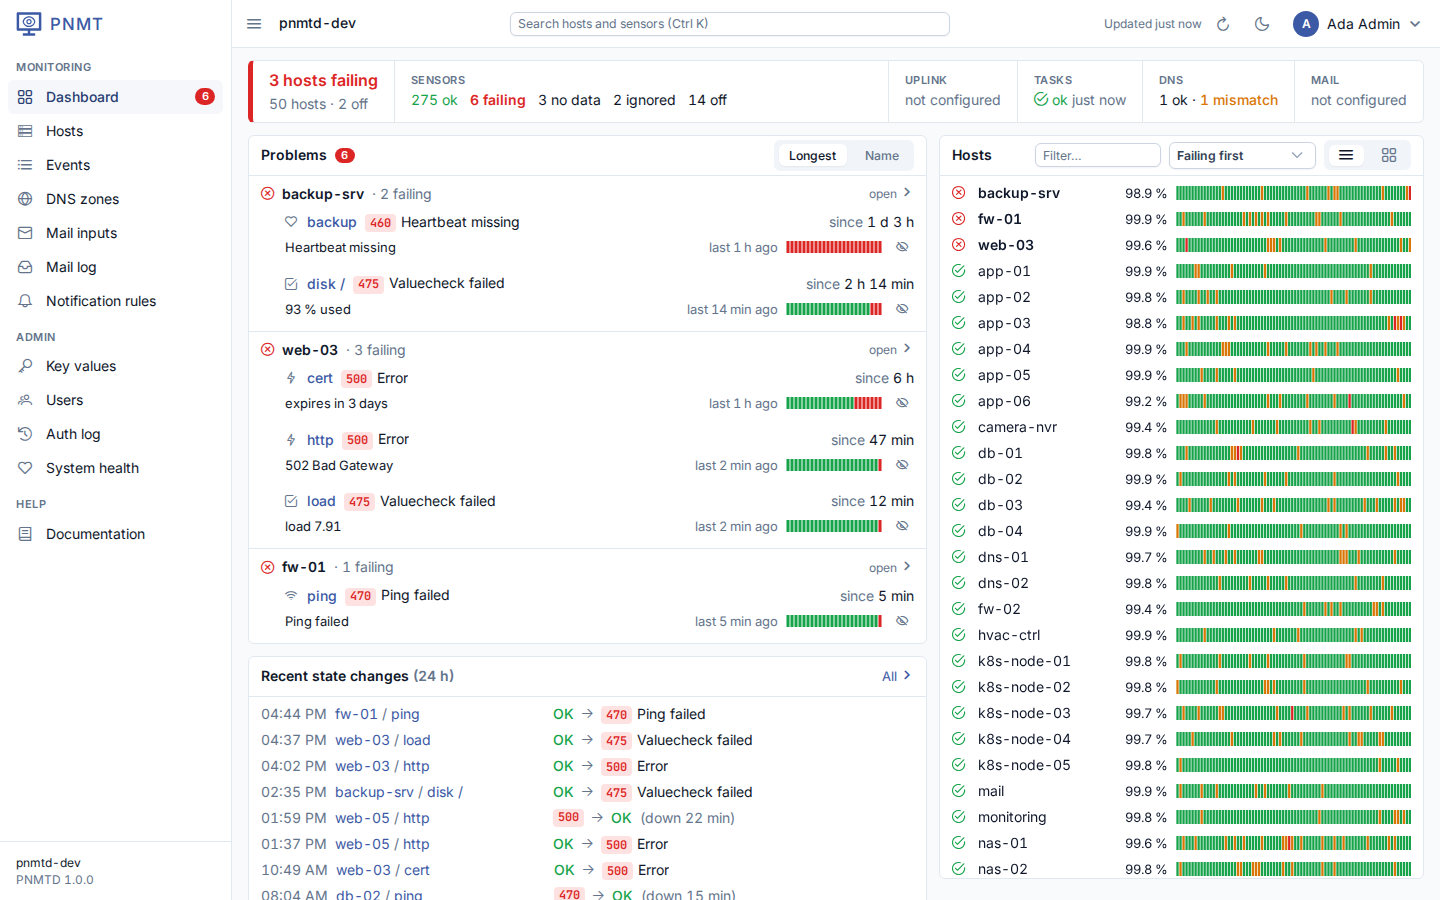 PNMT
MONITORING
Dashboard 6
Hosts
Events
DNS zones
Mail inputs
Mail log
Notification rules
ADMIN
Key values
Users
Auth log
System health
HELP
Documentation
pnmtd-dev
PNMTD 1.0.0
pnmtd-dev
Search hosts and sensors (Ctrl K)
Updated just now
A Ada Admin
3 hosts failing
50 hosts · 2 off
SENSORS
275 ok 6 failing 3 no data 2 ignored 14 off
UPLINK
not configured
TASKS
ok just now
DNS
1 ok · 1 mismatch
MAIL
not configured
Problems 6
Longest Name
backup-srv · 2 failing open
backup 460 Heartbeat missing since 1 d 3 h
Heartbeat missing last 1 h ago
disk / 475 Valuecheck failed since 2 h 14 min
93 % used last 14 min ago
web-03 · 3 failing open
cert 500 Error since 6 h
expires in 3 days last 1 h ago
http 500 Error since 47 min
502 Bad Gateway last 2 min ago
load 475 Valuecheck failed since 12 min
load 7.91 last 2 min ago
fw-01 · 1 failing open
ping 470 Ping failed since 5 min
Ping failed last 5 min ago
Recent state changes (24 h) All
04:44 PM fw-01 / ping OK → 470 Ping failed
04:37 PM web-03 / load OK → 475 Valuecheck failed
04:02 PM web-03 / http OK → 500 Error
02:35 PM backup-srv / disk / OK → 475 Valuecheck failed
01:59 PM web-05 / http 500 → OK (down 22 min)
01:37 PM web-05 / http OK → 500 Error
10:49 AM web-03 / cert OK → 500 Error
08:04 AM db-02 / ping 470 → OK (down 15 min)
Hosts
Filter...
Failing first
backup-srv 98.9 %
fw-01 99.9 %
web-03 99.6 %
app-01 99.9 %
app-02 99.8 %
app-03 98.8 %
app-04 99.9 %
app-05 99.9 %
app-06 99.2 %
camera-nvr 99.4 %
db-01 99.8 %
db-02 99.9 %
db-03 99.4 %
db-04 99.9 %
dns-01 99.7 %
dns-02 99.8 %
fw-02 99.4 %
hvac-ctrl 99.9 %
k8s-node-01 99.8 %
k8s-node-02 99.8 %
k8s-node-03 99.7 %
k8s-node-04 99.7 %
k8s-node-05 99.8 %
mail 99.9 %
monitoring 99.8 %
nas-01 99.6 %
nas-02 99.8 %